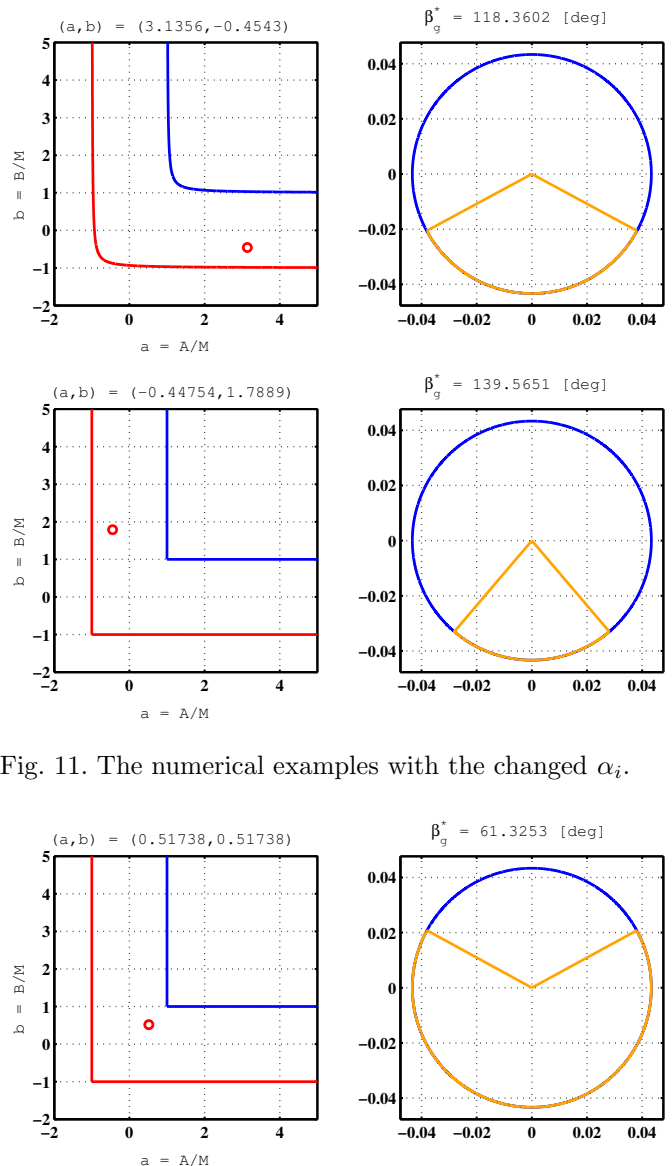 (a,b) = (3.1356,−0.4543)
5
4
3
2
1
0
−1
−2
b = B/M
−2 0 2 4
a = A/M
β*g = 118.3602 [deg]
0.04
0.02
0
−0.02
−0.04
−0.04 −0.02 0 0.02 0.04
(a,b) = (−0.44754,1.7889)
5
4
3
2
1
0
−1
−2
b = B/M
−2 0 2 4
a = A/M
β*g = 139.5651 [deg]
0.04
0.02
0
−0.02
−0.04
−0.04 −0.02 0 0.02 0.04
Fig. 11. The numerical examples with the changed αi.
(a,b) = (0.51738,0.51738)
5
4
3
2
1
0
−1
−2
b = B/M
−2 0 2 4
a = A/M
β*g = 61.3253 [deg]
0.04
0.02
0
−0.02
−0.04
−0.04 −0.02 0 0.02 0.04